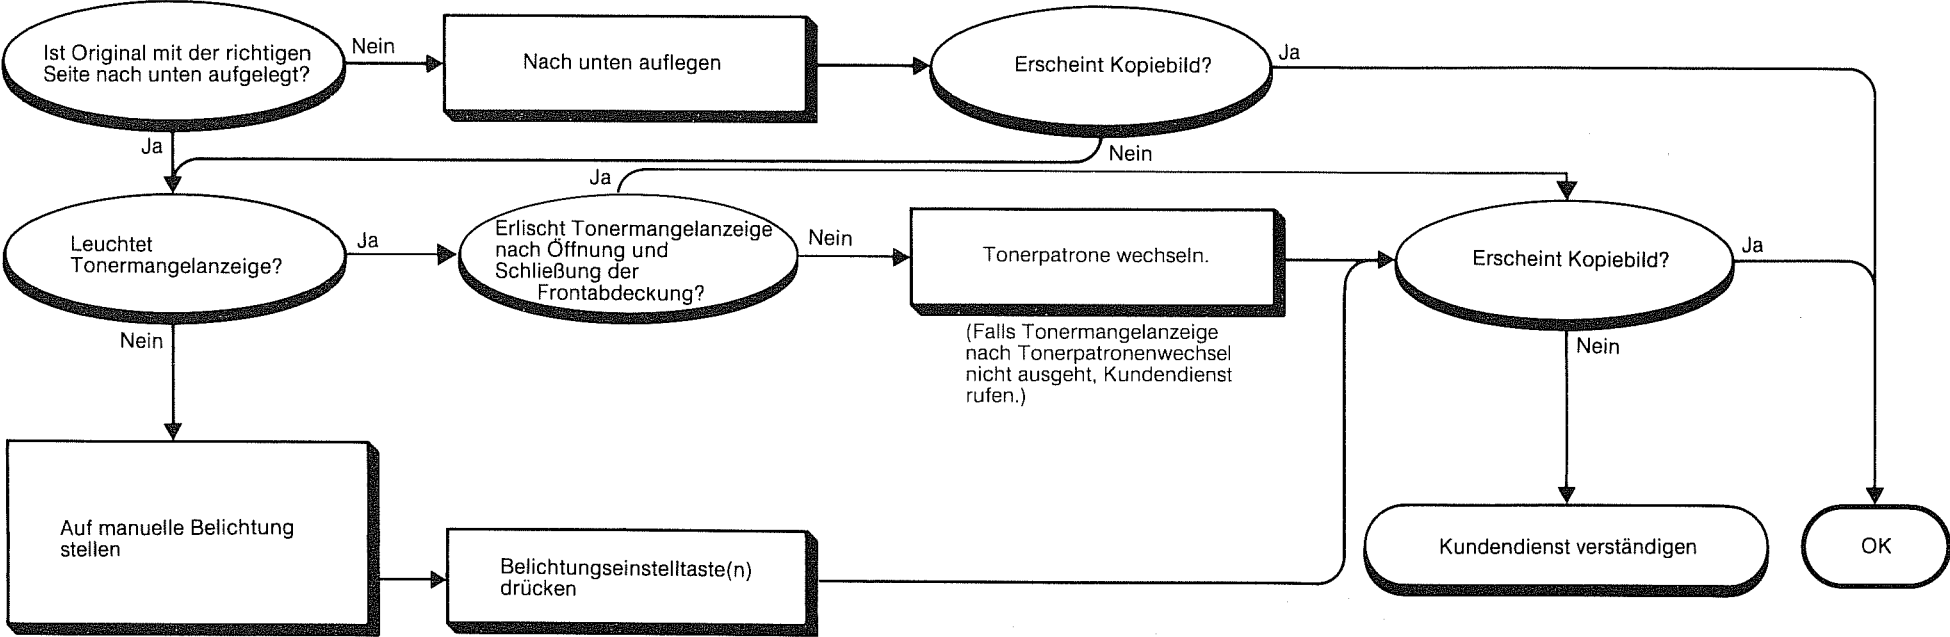 Ist Original mit der richtigen
Seite nach unten aufgelegt?
Nein
Nach unten auflegen
Erscheint Kopiebild?
Ja
Ja
Nein
Leuchtet
Tonermangelanzeige?
Ja
Ja
Erlischt Tonermangelanzeige
nach Öffnung und
Schließung der
Frontabdeckung?
Nein
Tonerpatrone wechseln.
(Falls Tonermangelanzeige
nach Tonerpatronenwechsel
nicht ausgeht, Kundendienst
rufen.)
Erscheint Kopiebild?
Ja
Nein
Nein
Auf manuelle Belichtung
stellen
Belichtungseinstelltaste(n)
drücken
Kundendienst verständigen
OK